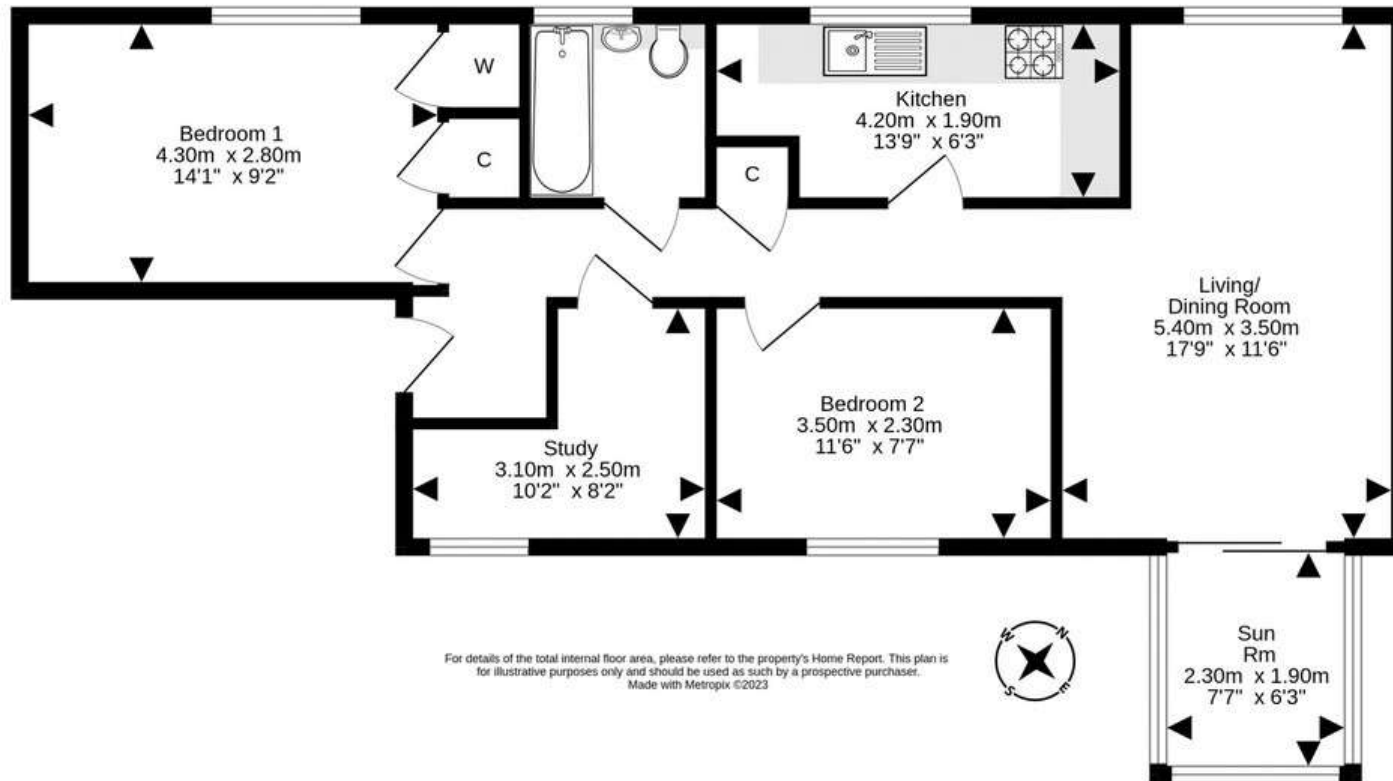 W
C
Bedroom 1
4.30m x 2.80m
14'1" x 9'2"
Kitchen
4.20m x 1.90m
13'9" x 6'3"
C
Living/
Dining Room
5.40m x 3.50m
17'9" x 11'6"
Bedroom 2
3.50m x 2.30m
11'6" x 7'7"
Study
3.10m x 2.50m
10'2" x 8'2"
Sun
Rm
2.30m x 1.90m
7'7" x 6'3"
W N
S E
For details of the total internal floor area, please refer to the property's Home Report. This plan is
for illustrative purposes only and should be used as such by a prospective purchaser.
Made with Metropix ©2023